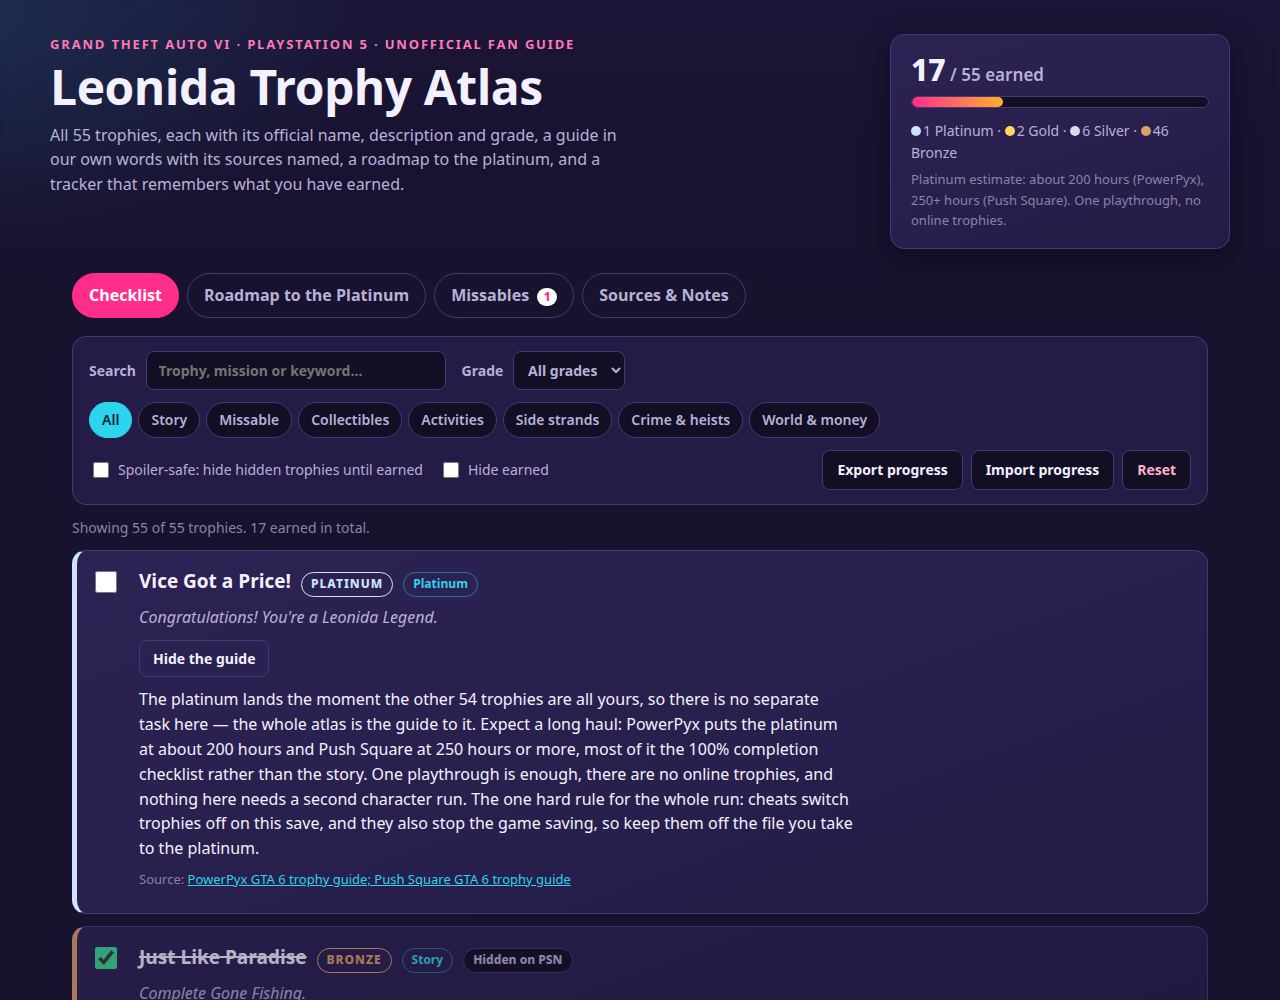 GRAND THEFT AUTO VI · PLAYSTATION 5 · UNOFFICIAL FAN GUIDE
Leonida Trophy Atlas
All 55 trophies, each with its official name, description and grade, a guide in
our own words with its sources named, a roadmap to the platinum, and a
tracker that remembers what you have earned.
17 / 55 earned
1 Platinum · 2 Gold · 6 Silver · 46
Bronze
Platinum estimate: about 200 hours (PowerPyx),
250+ hours (Push Square). One playthrough, no
online trophies.
Checklist
Roadmap to the Platinum
Missables 1
Sources & Notes
Search
Trophy, mission or keyword...
Grade
All grades
All
Story
Missable
Collectibles
Activities
Side strands
Crime & heists
World & money
Spoiler-safe: hide hidden trophies until earned
Hide earned
Export progress
Import progress
Reset
Showing 55 of 55 trophies. 17 earned in total.
Vice Got a Price! PLATINUM Platinum
Congratulations! You're a Leonida Legend.
Hide the guide
The platinum lands the moment the other 54 trophies are all yours, so there is no separate
task here — the whole atlas is the guide to it. Expect a long haul: PowerPyx puts the platinum
at about 200 hours and Push Square at 250 hours or more, most of it the 100% completion
checklist rather than the story. One playthrough is enough, there are no online trophies, and
nothing here needs a second character run. The one hard rule for the whole run: cheats switch
trophies off on this save, and they also stop the game saving, so keep them off the file you take
to the platinum.
Source: PowerPyx GTA 6 trophy guide; Push Square GTA 6 trophy guide
Just Like Paradise BRONZE Story Hidden on PSN
Complete Gone Fishing.